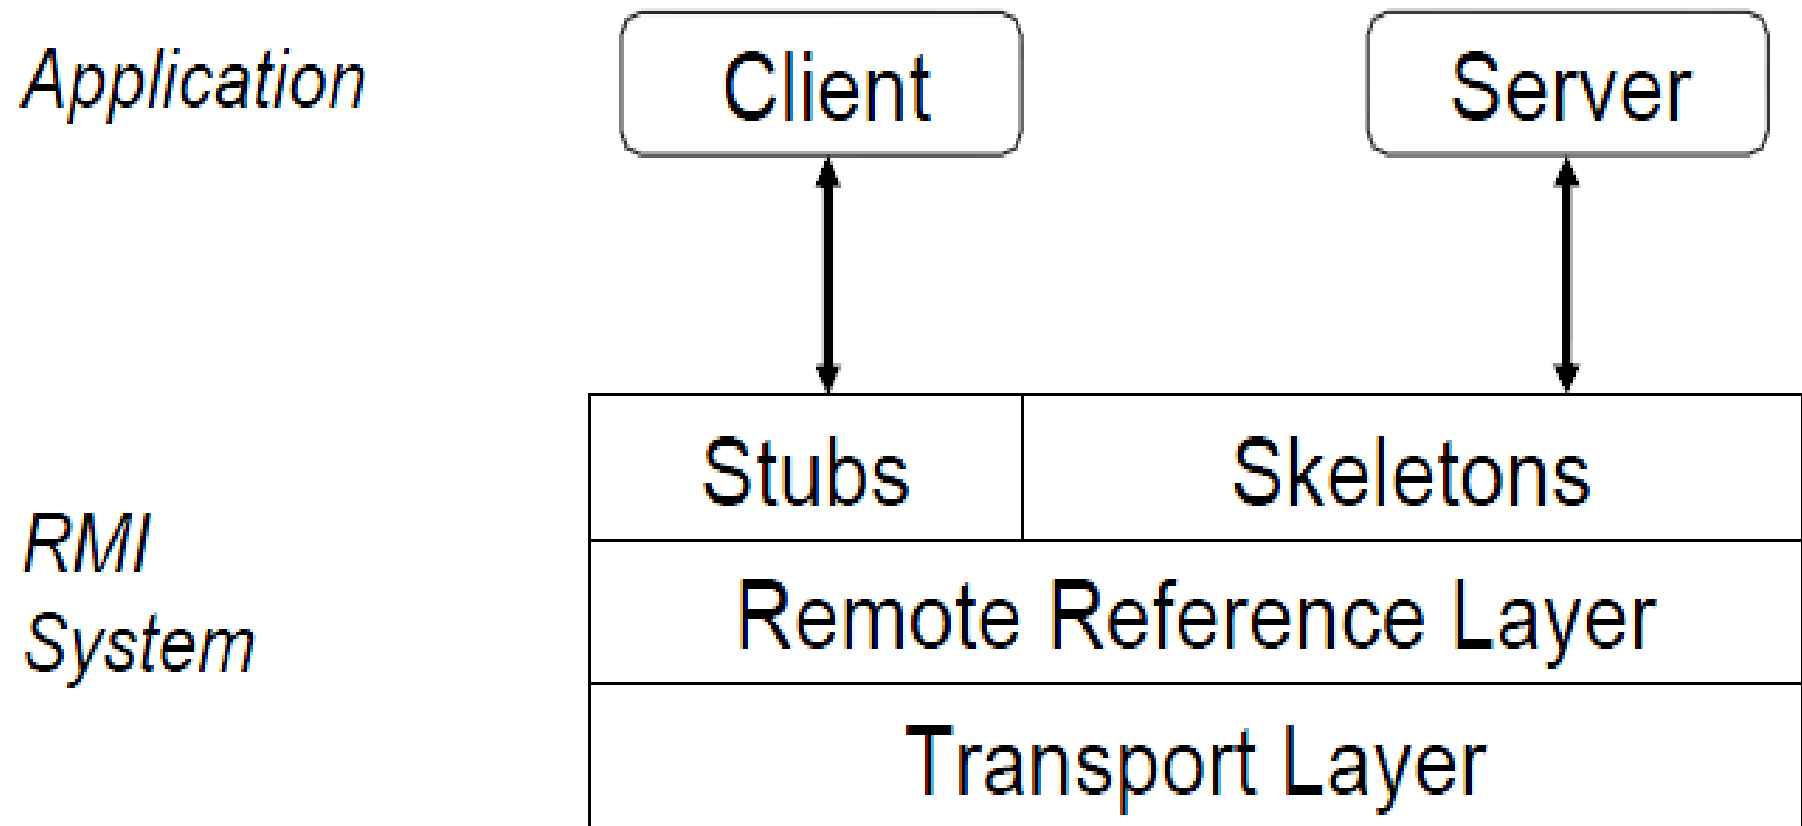 Application
Client
Server
Stubs
Skeletons
RMI
System
Remote Reference Layer
Transport Layer